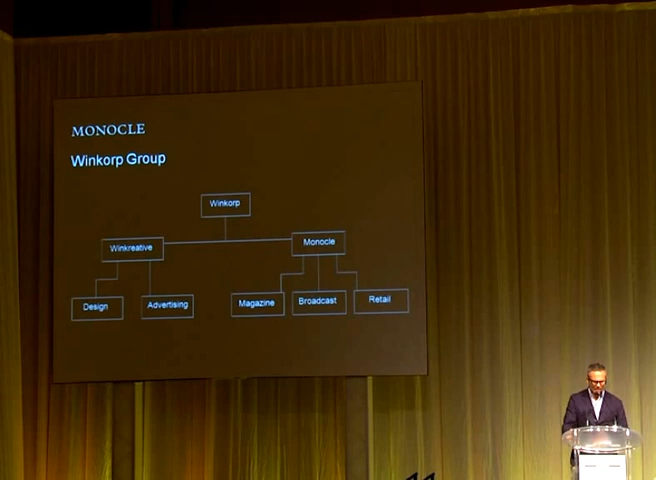 MONOCLE
Winkorp Group
Winkorp
Winkreative
Monocle
Design
Advertising
Magazine
Broadcast
Retail